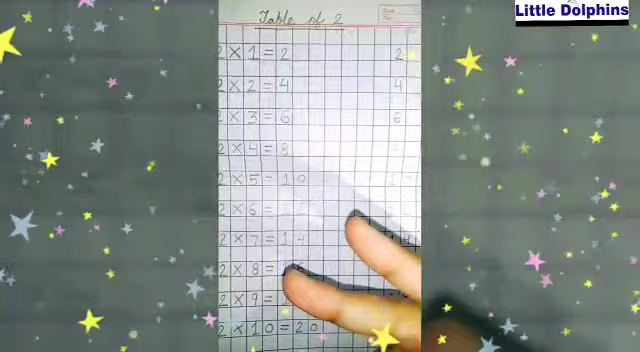 Little Dolphins
Table of 2
2 × 1 = 2 2
2 × 2 = 4 4
2 × 3 = 6 6
2 × 4 = 8
2 × 5 = 10
2 × 6 =
2 × 7 = 14 14
2 × 8 =
2 × 9 =
2 × 10 = 20